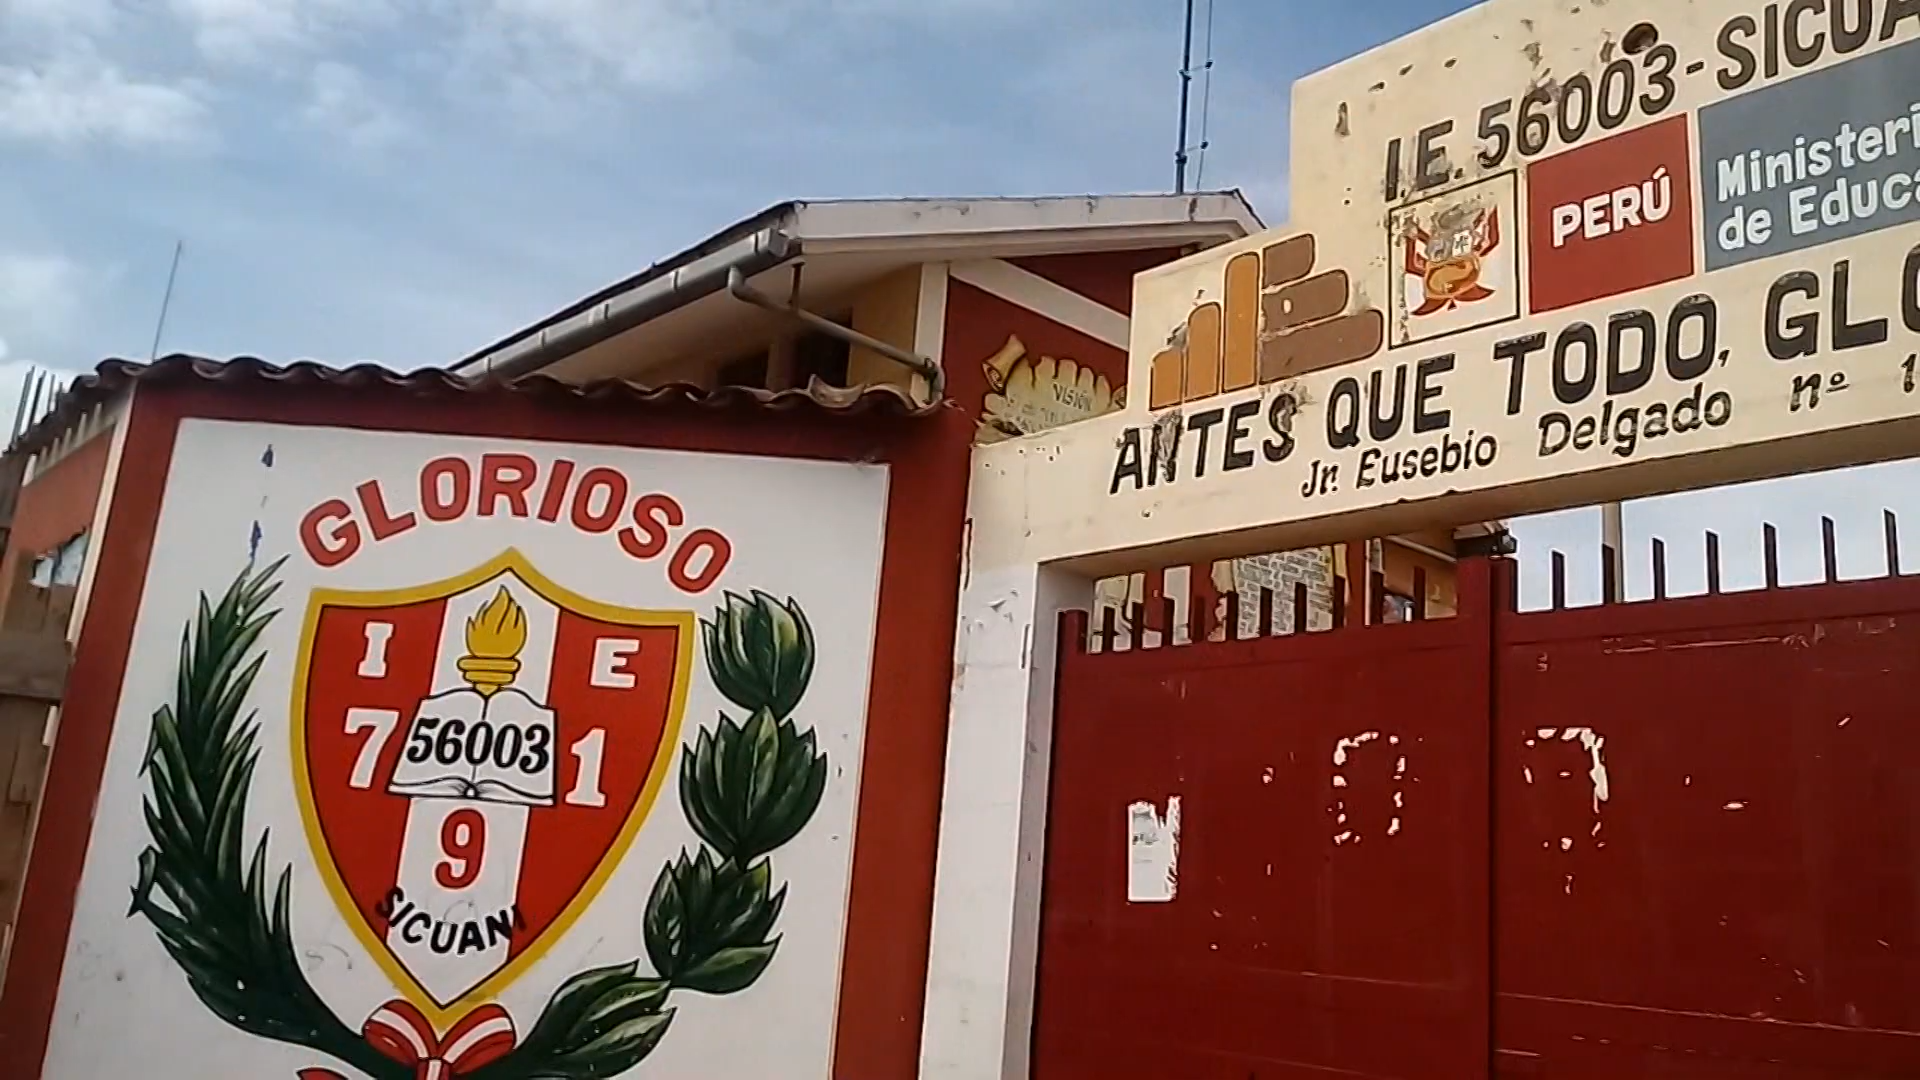 GLORIOSO
I E
7 56003 1
9
SICUANI
I.E. 56003-SICUA
PERÚ
Ministeri
de Educa
VISIÓN
ANTES QUE TODO, GLO
Jr. Eusebio Delgado nº 1